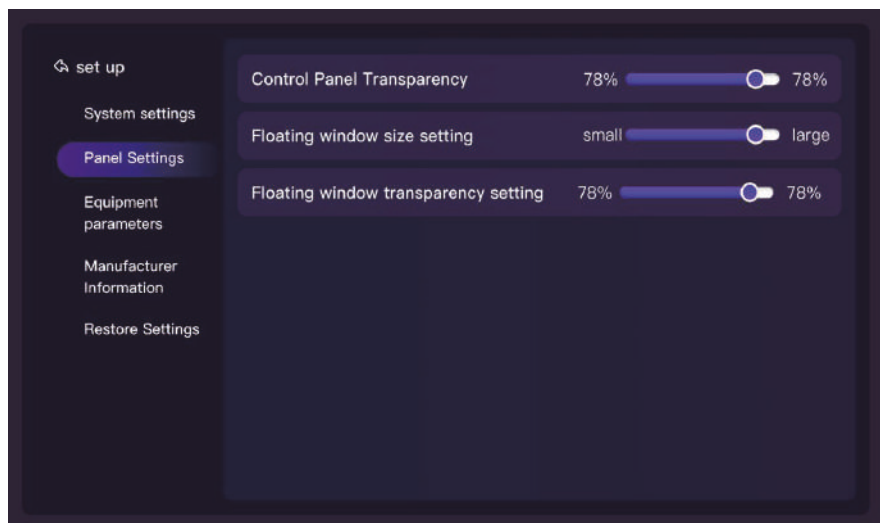 set up
System settings
Panel Settings
Equipment
parameters
Manufacturer
Information
Restore Settings
Control Panel Transparency 78% 78%
Floating window size setting small large
Floating window transparency setting 78% 78%